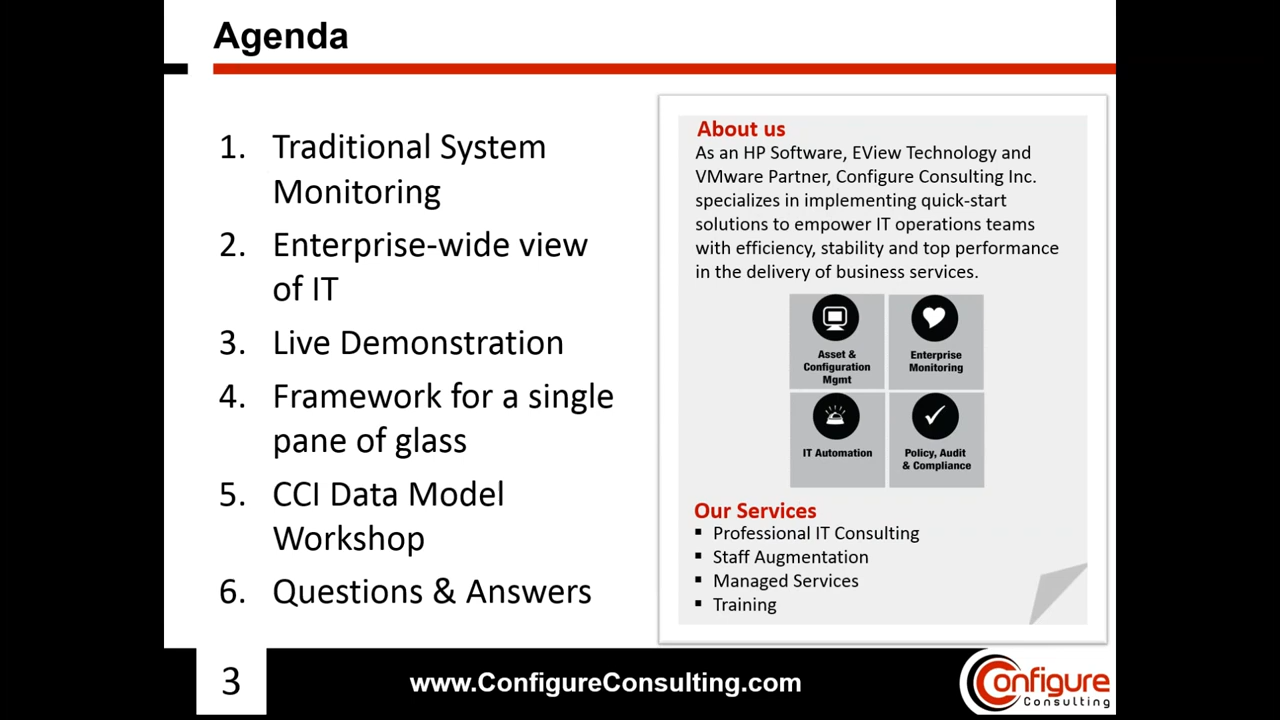 Agenda
1. Traditional System
Monitoring
2. Enterprise-wide view
of IT
3. Live Demonstration
4. Framework for a single
pane of glass
5. CCI Data Model
Workshop
6. Questions & Answers
About us
As an HP Software, EView Technology and
VMware Partner, Configure Consulting Inc.
specializes in implementing quick-start
solutions to empower IT operations teams
with efficiency, stability and top performance
in the delivery of business services.
Asset &
Configuration
Mgmt
Enterprise
Monitoring
IT Automation
Policy, Audit
& Compliance
Our Services
▪ Professional IT Consulting
▪ Staff Augmentation
▪ Managed Services
▪ Training
3
www.ConfigureConsulting.com
Configure
Consulting